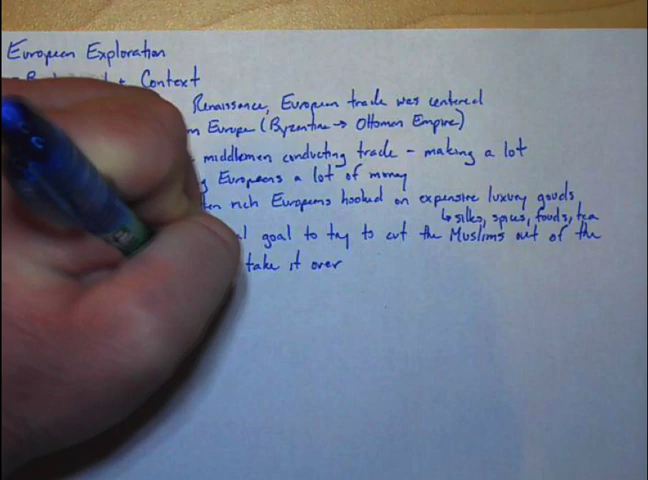 European Exploration
Context
Renaissance, European trade was centered
Europe (Byzantine → Ottoman Empire)
middlemen conducting trade - making a lot
Europeans a lot of money
rich Europeans hooked on expensive luxury goods
↳ silks, spices, foods, tea
goal to try to cut the Muslims out of the
take it over